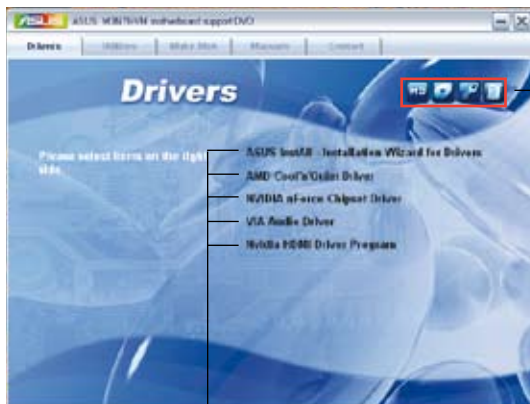 ASUS motherboard support DVD
Drivers
Utilities
Make Disk
Manuals
Contact
Drivers
Please select items on the right side.
ASUS InstAll - Installation Wizard for Drivers
AMD Cool'n'Quiet Driver
NVIDIA nForce Chipset Driver
VIA Audio Driver
Nvidia HDMI Driver Program